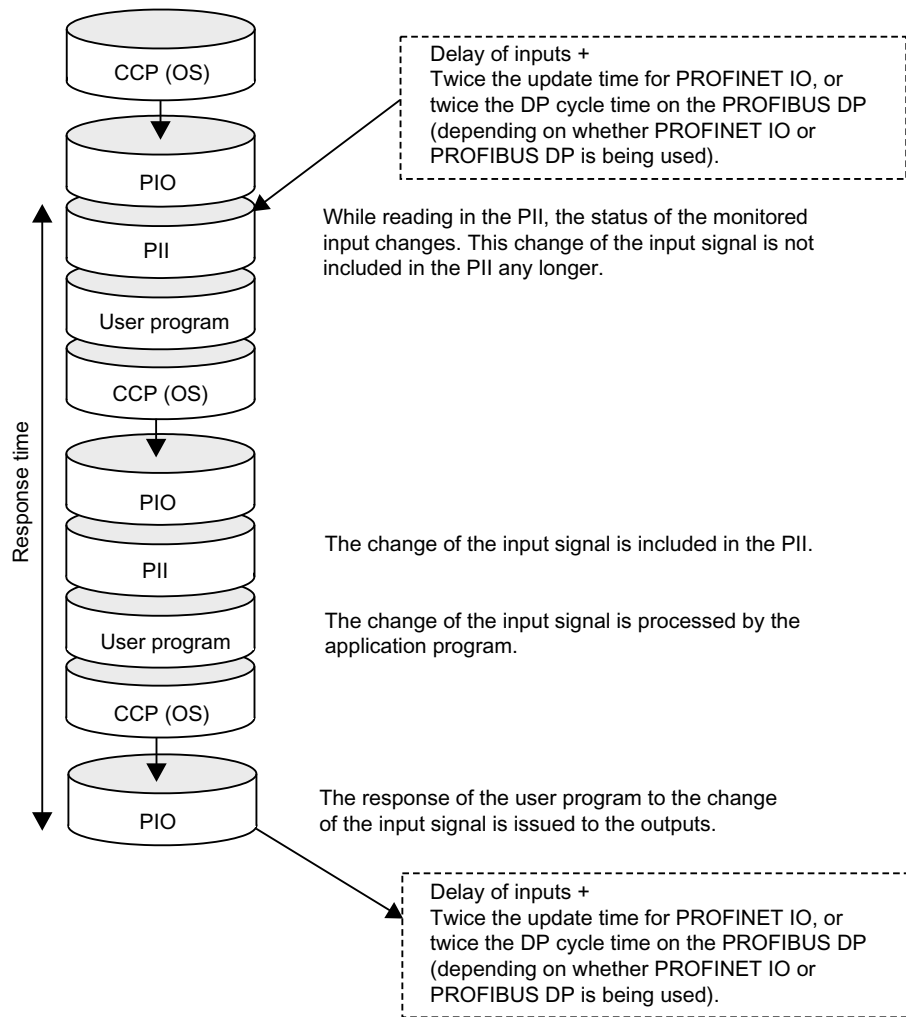 CCP (OS)
Delay of inputs +
Twice the update time for PROFINET IO, or
twice the DP cycle time on the PROFIBUS DP
(depending on whether PROFINET IO or
PROFIBUS DP is being used).
PIO
While reading in the PII, the status of the monitored
input changes. This change of the input signal is not
included in the PII any longer.
PII
User program
CCP (OS)
Response time
PIO
The change of the input signal is included in the PII.
PII
The change of the input signal is processed by the
application program.
User program
CCP (OS)
The response of the user program to the change
of the input signal is issued to the outputs.
PIO
Delay of inputs +
Twice the update time for PROFINET IO, or
twice the DP cycle time on the PROFIBUS DP
(depending on whether PROFINET IO or
PROFIBUS DP is being used).